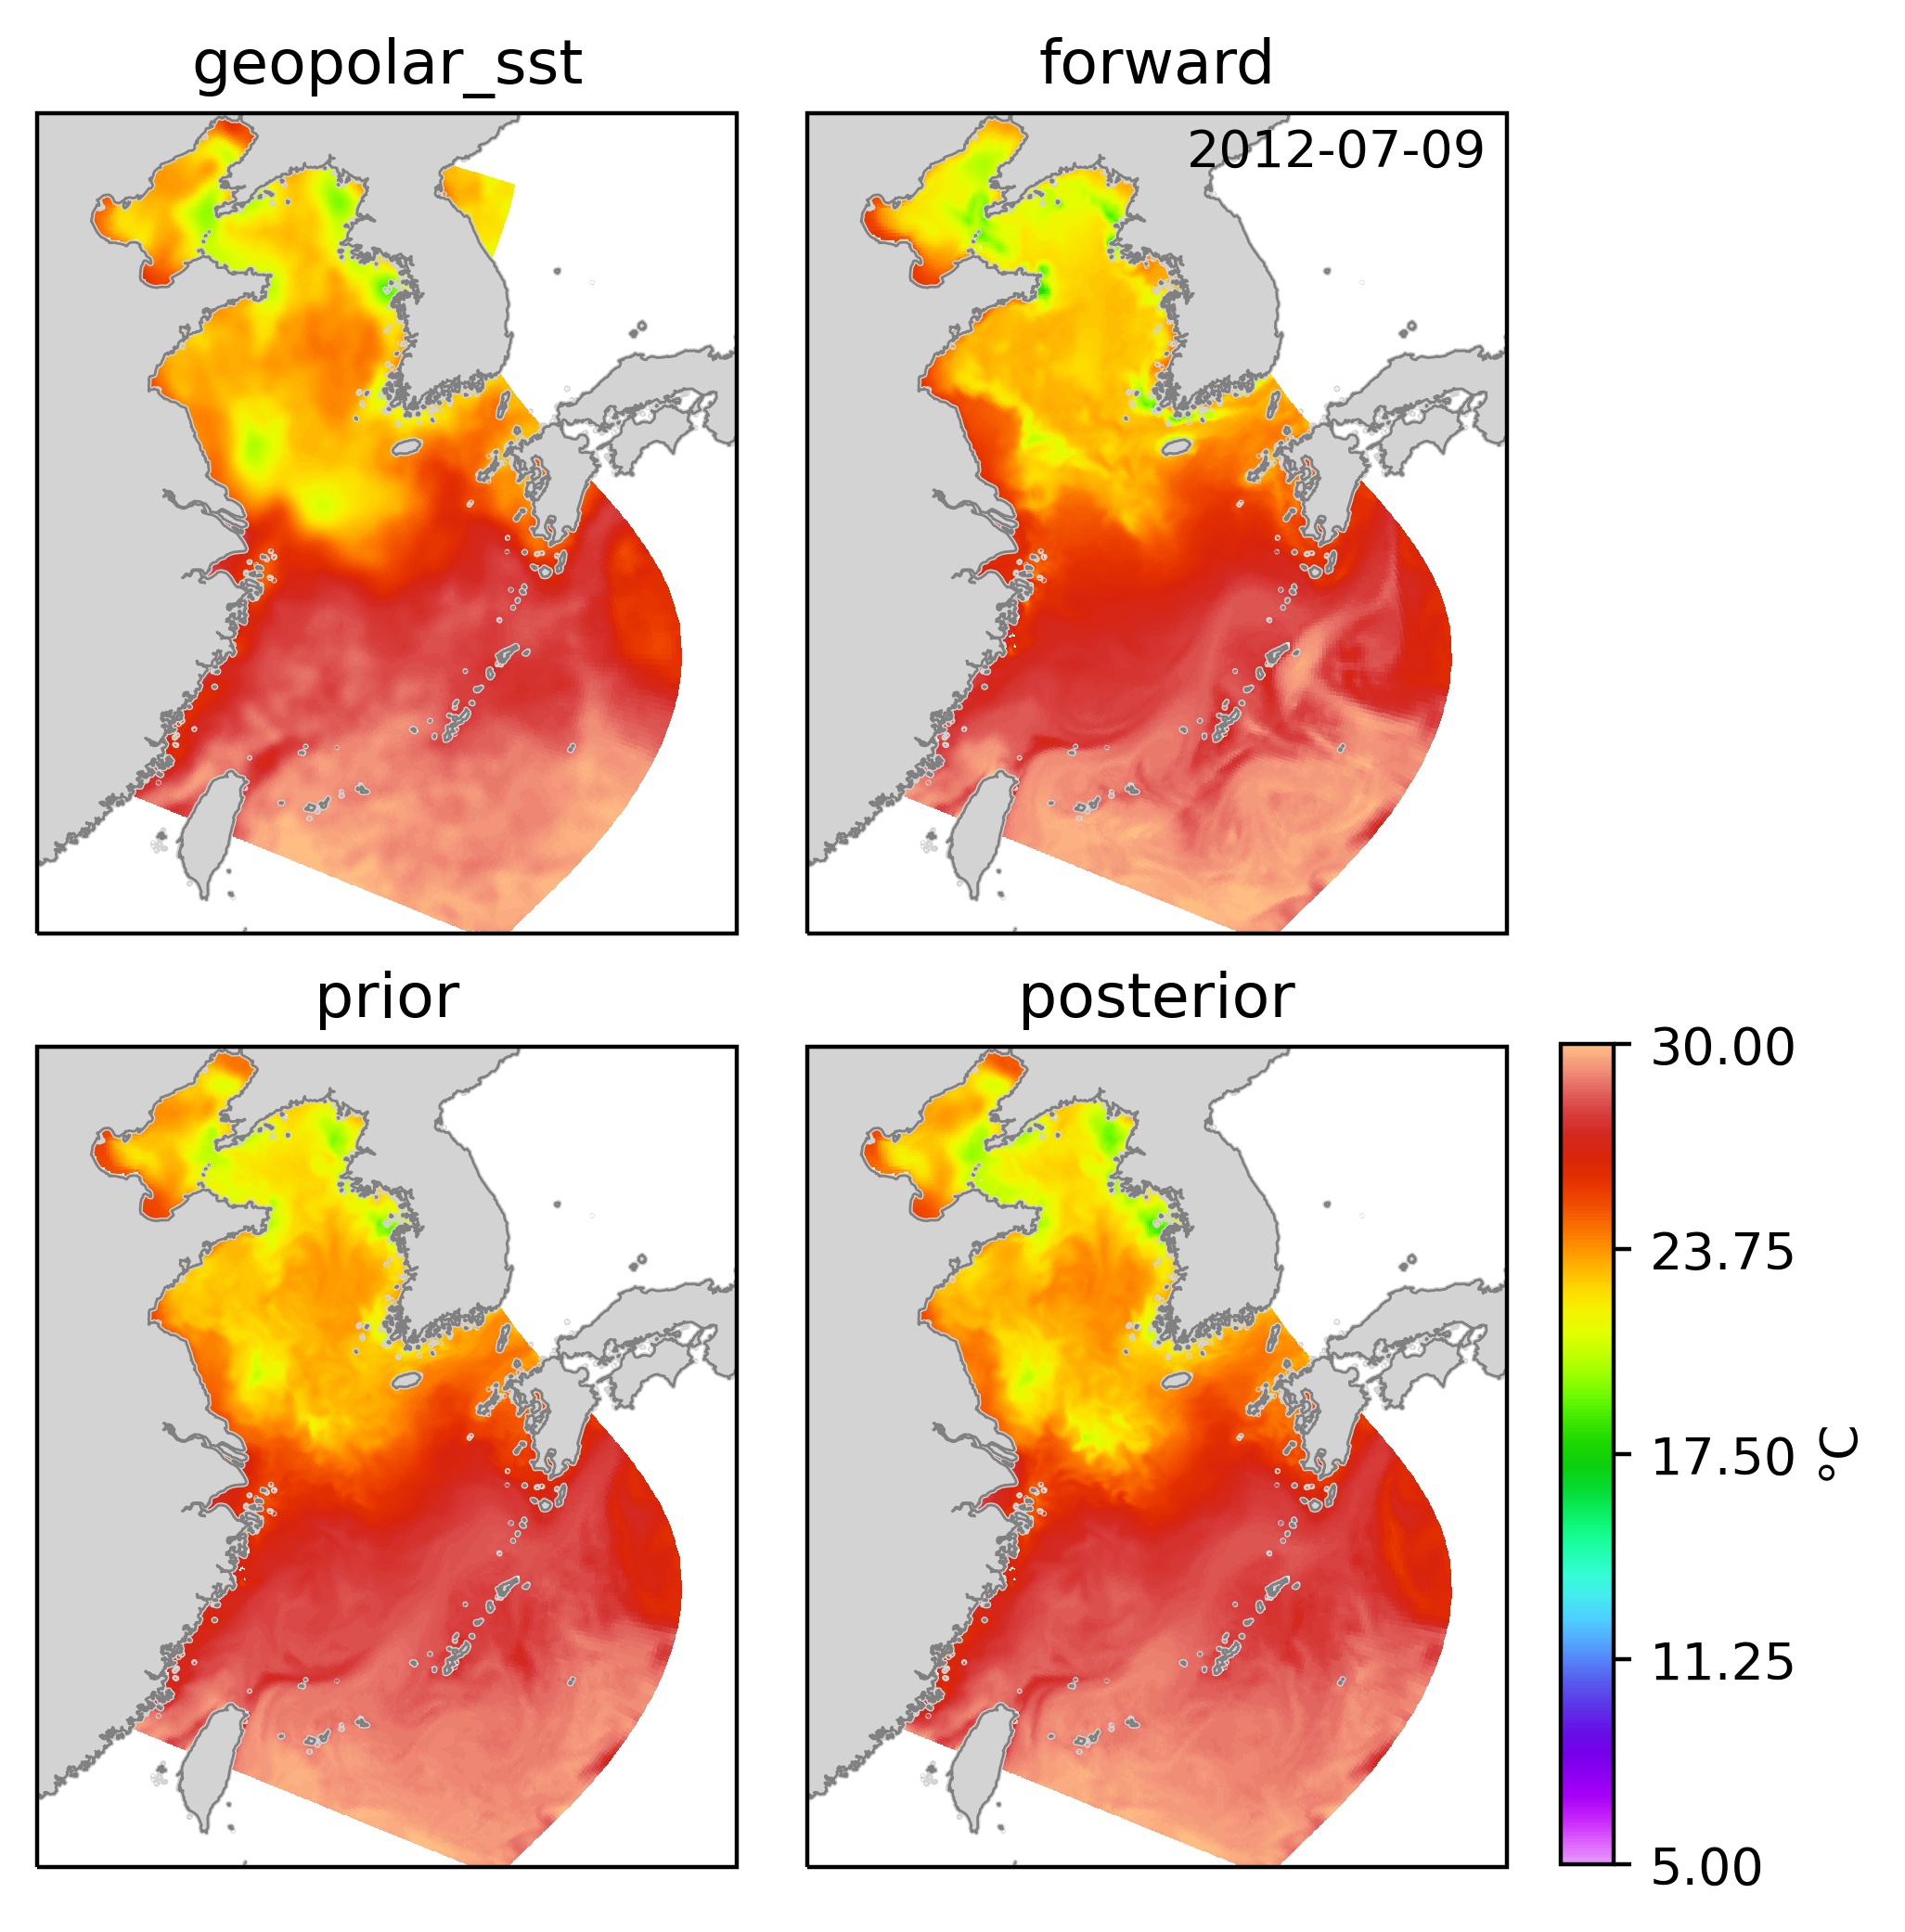 geopolar_sst
forward
2012-07-09
prior
posterior
30.00
23.75
17.50
11.25
5.00
°C